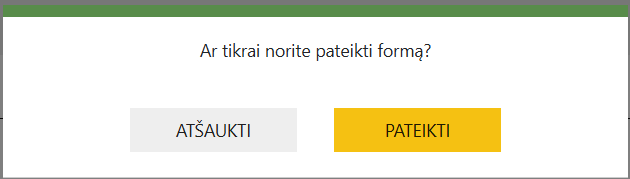 Ar tikrai norite pateikti formą?
ATŠAUKTI
PATEIKTI